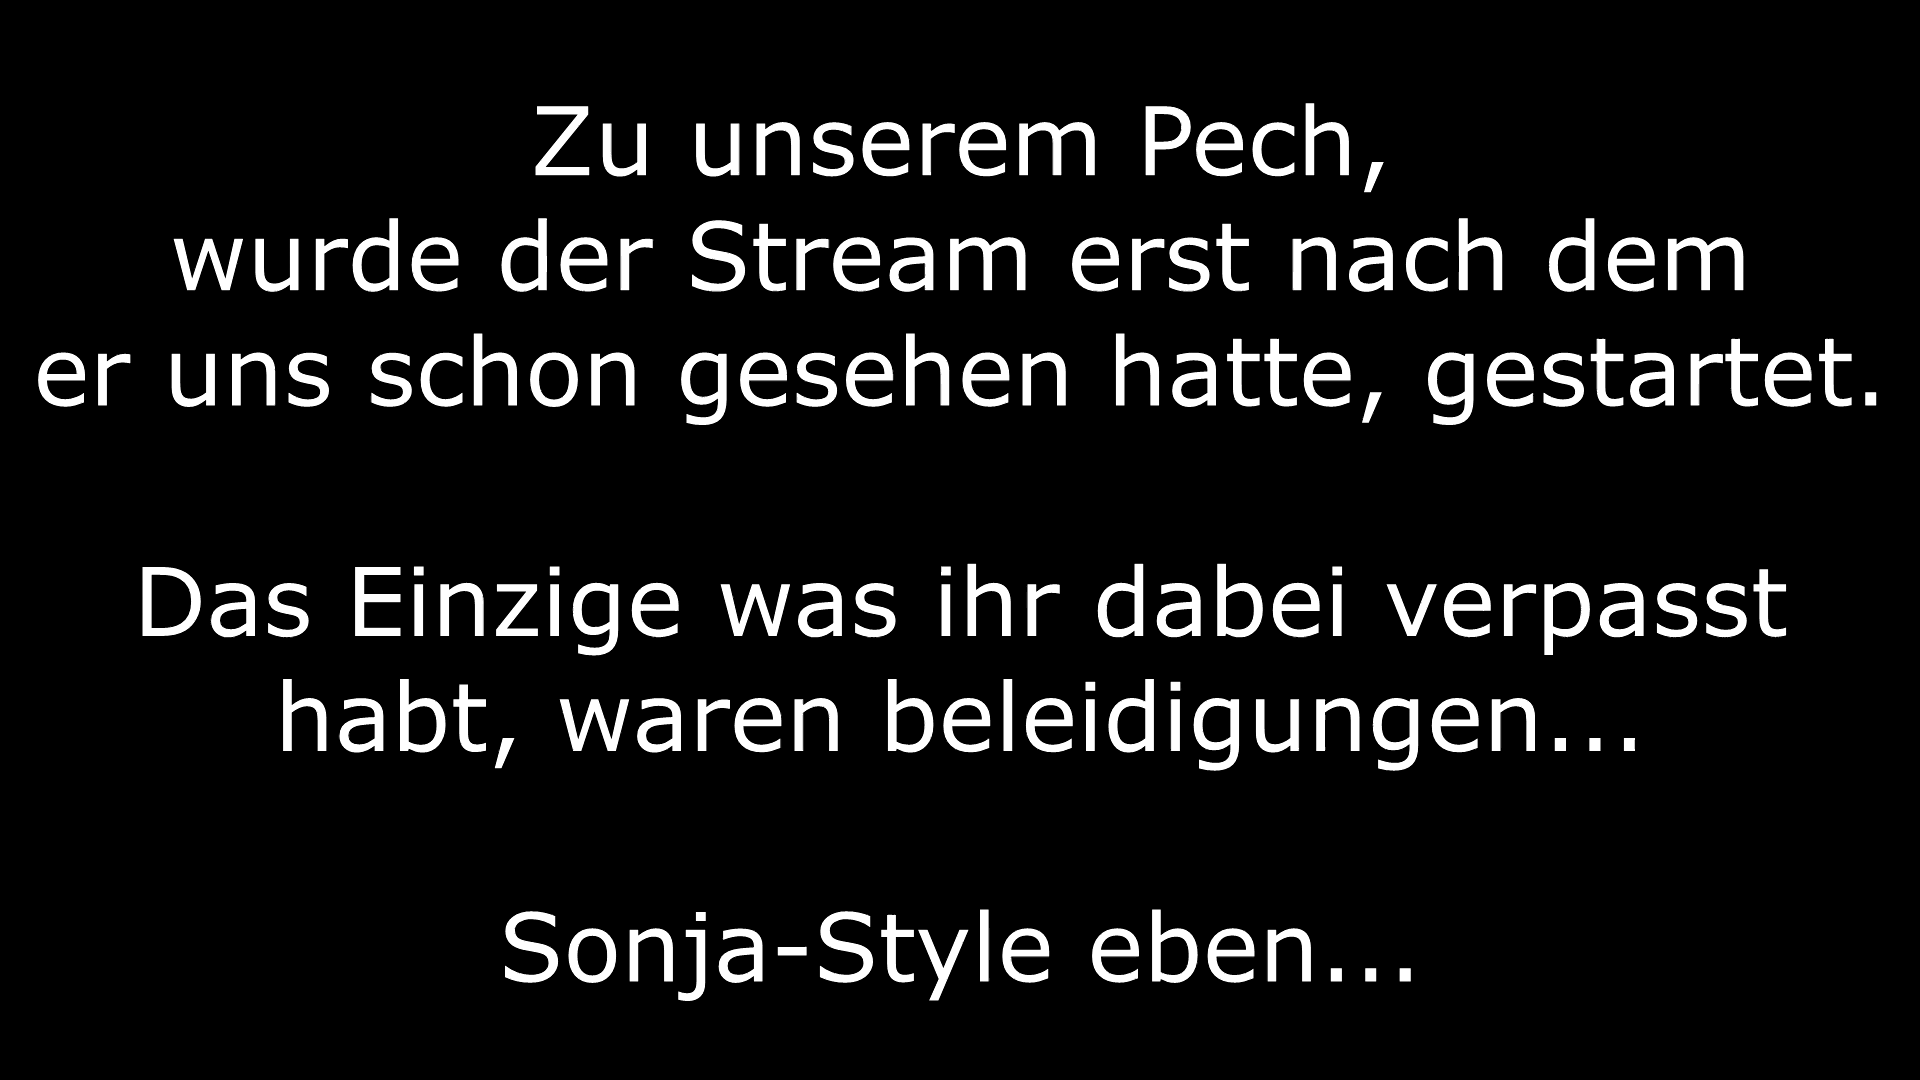 Zu unserem Pech,
wurde der Stream erst nach dem
er uns schon gesehen hatte, gestartet.
Das Einzige was ihr dabei verpasst
habt, waren beleidigungen...
Sonja-Style eben...